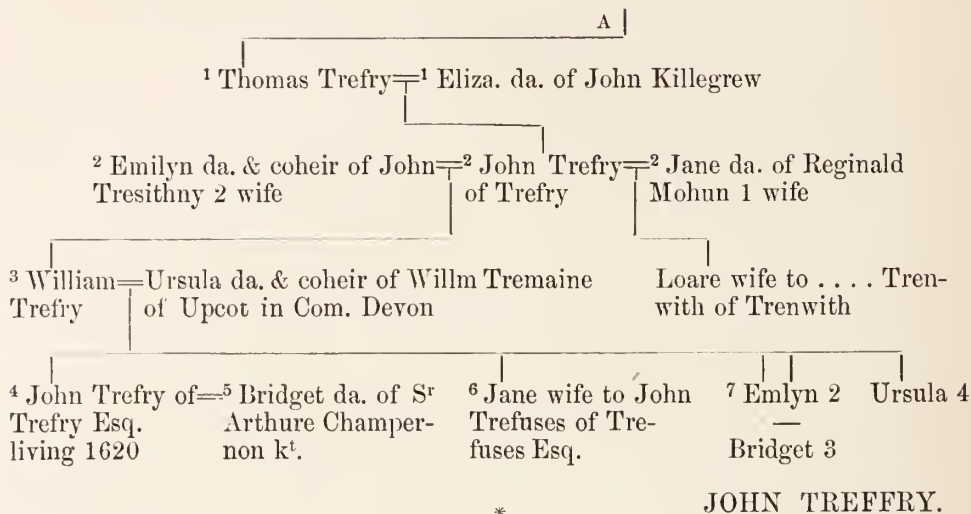 A
¹ Thomas Trefry=¹ Eliza. da. of John Killegrew
² Emilyn da. & coheir of John=² John Trefry=² Jane da. of Reginald
Tresithny 2 wife of Trefry Mohun 1 wife
³ William=Ursula da. & coheir of Willm Tremaine
Trefry of Upcot in Com. Devon
Loare wife to . . . . Tren-
with of Trenwith
⁴ John Trefry of=⁵ Bridget da. of Sʳ
Trefry Esq. Arthure Champer-
living 1620 non kᵗ.
⁶ Jane wife to John
Trefuses of Tre-
fuses Esq.
⁷ Emlyn 2 Ursula 4
—
Bridget 3
JOHN TREFFRY.
*